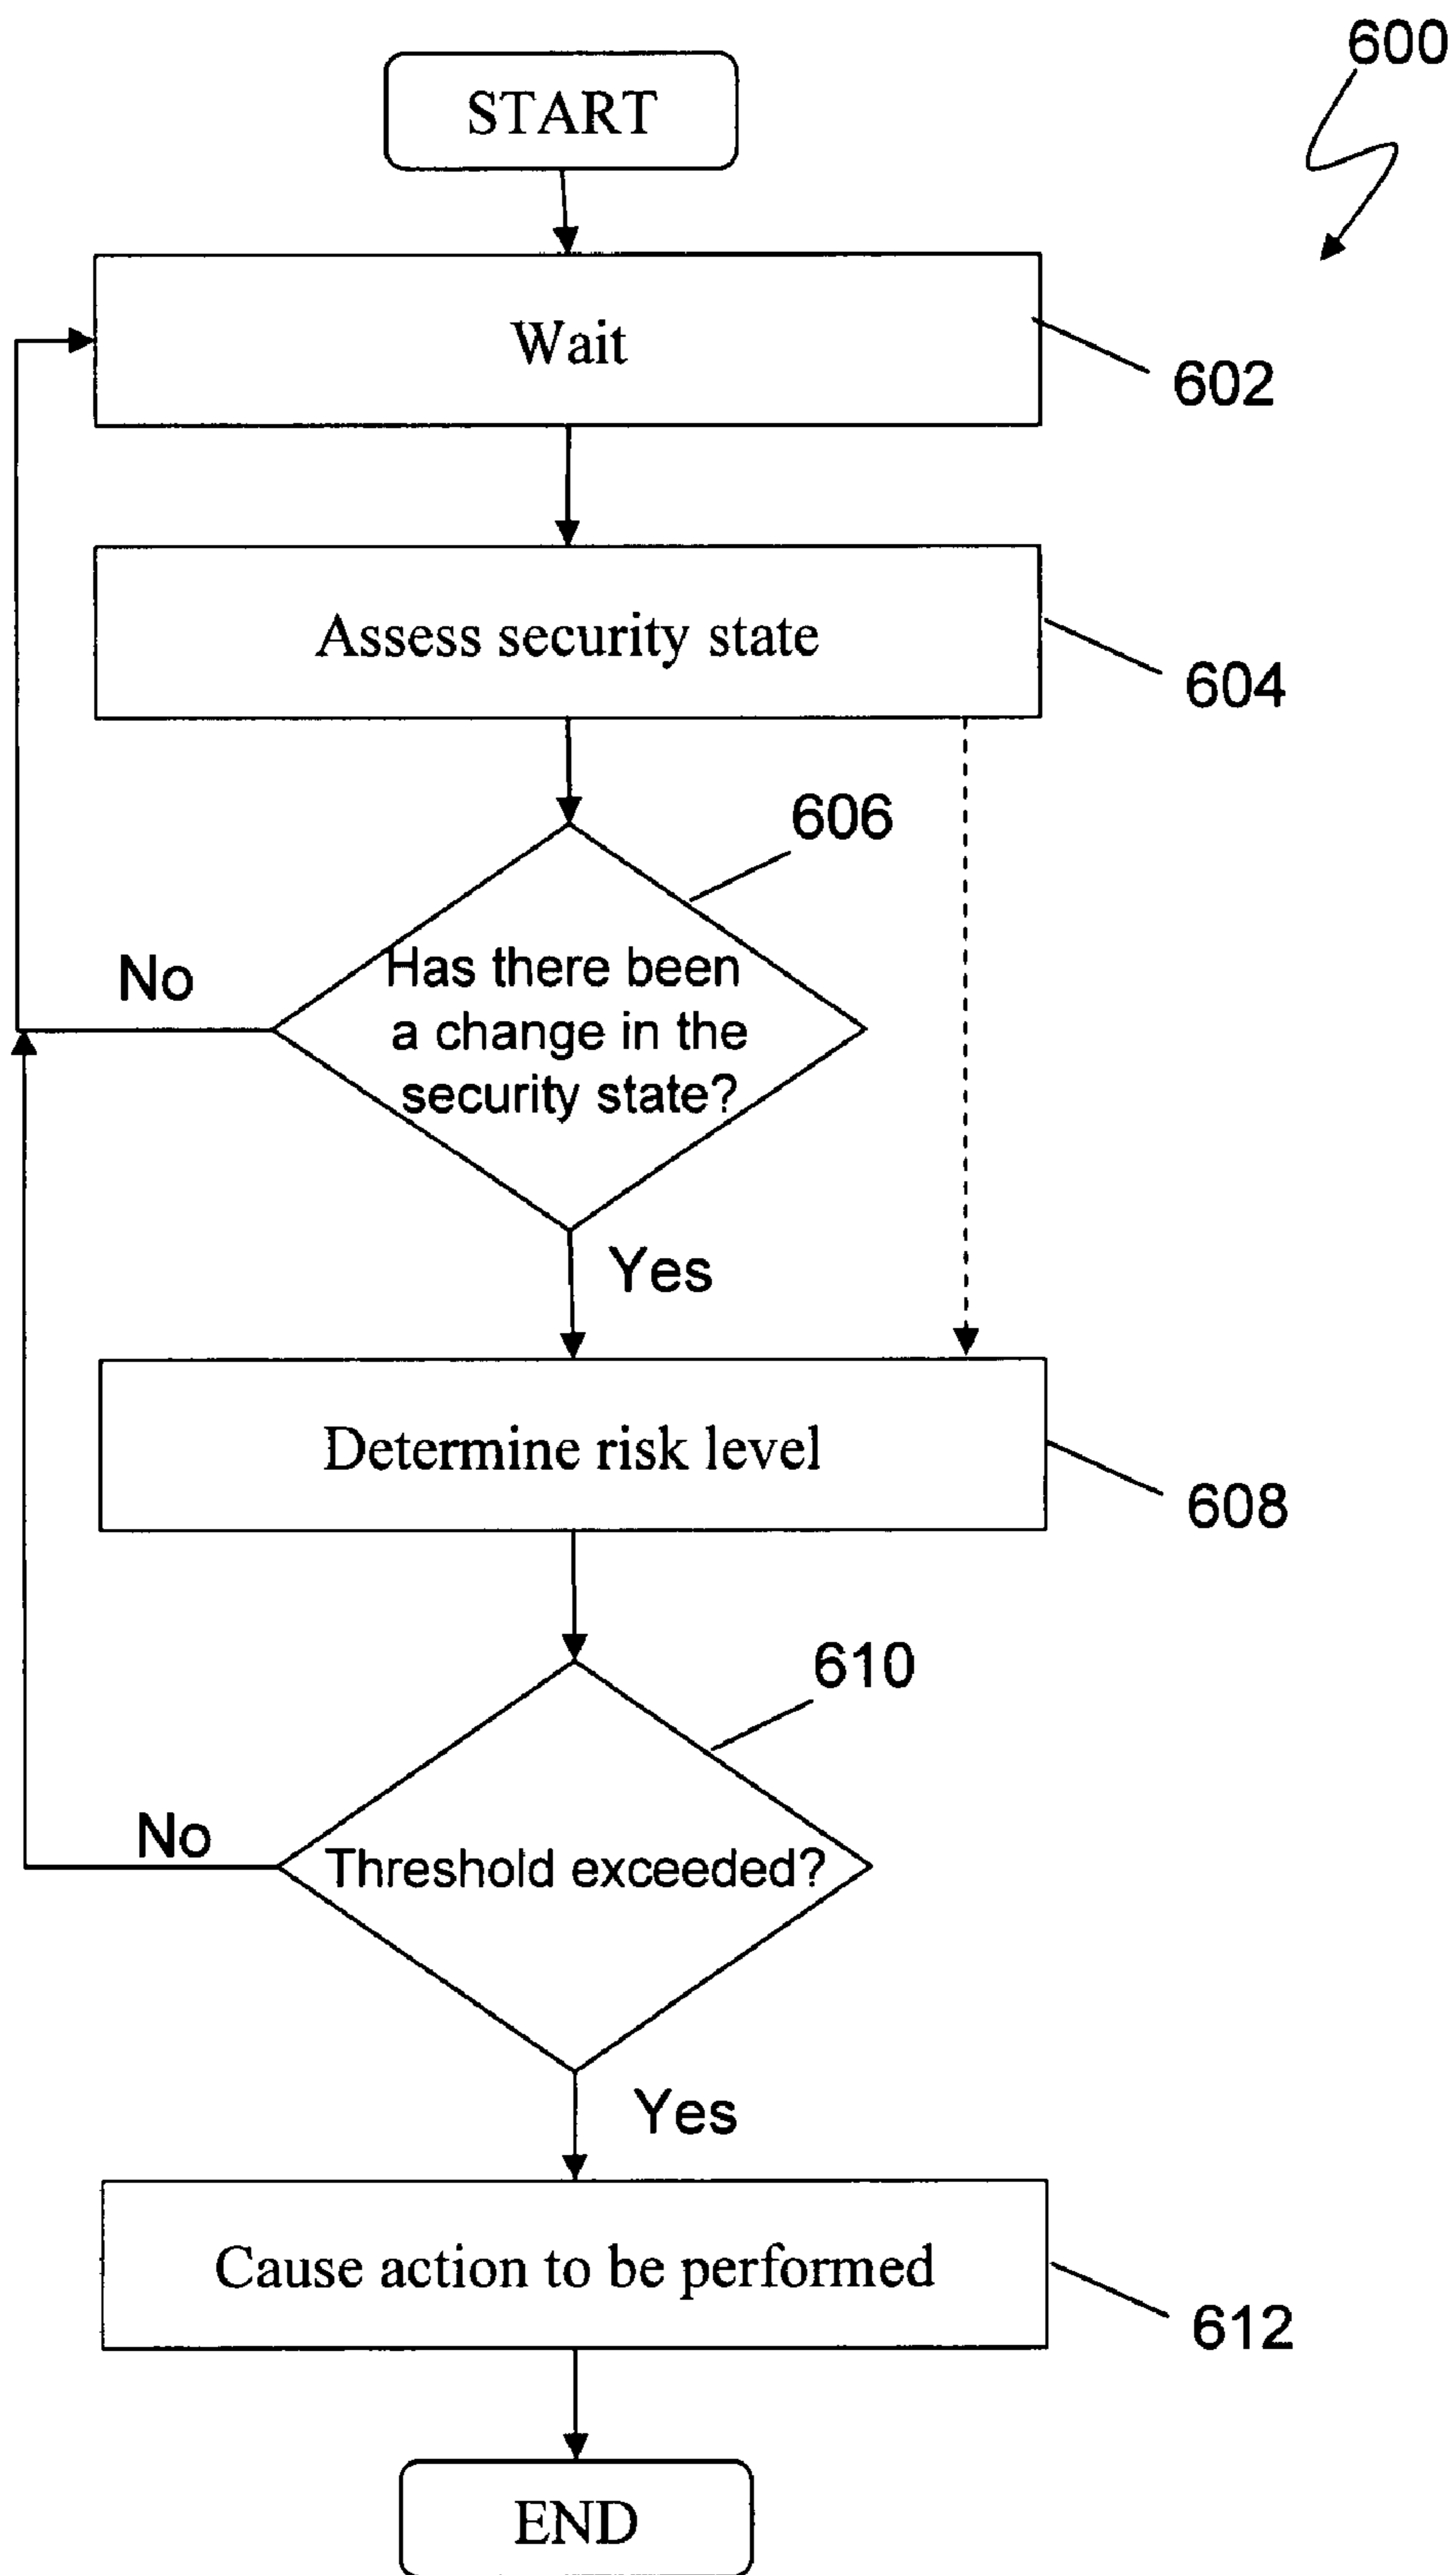 600
START
Wait
602
Assess security state
604
606
Has there been
a change in the
security state?
No
Yes
Determine risk level
608
610
Threshold exceeded?
No
Yes
Cause action to be performed
612
END